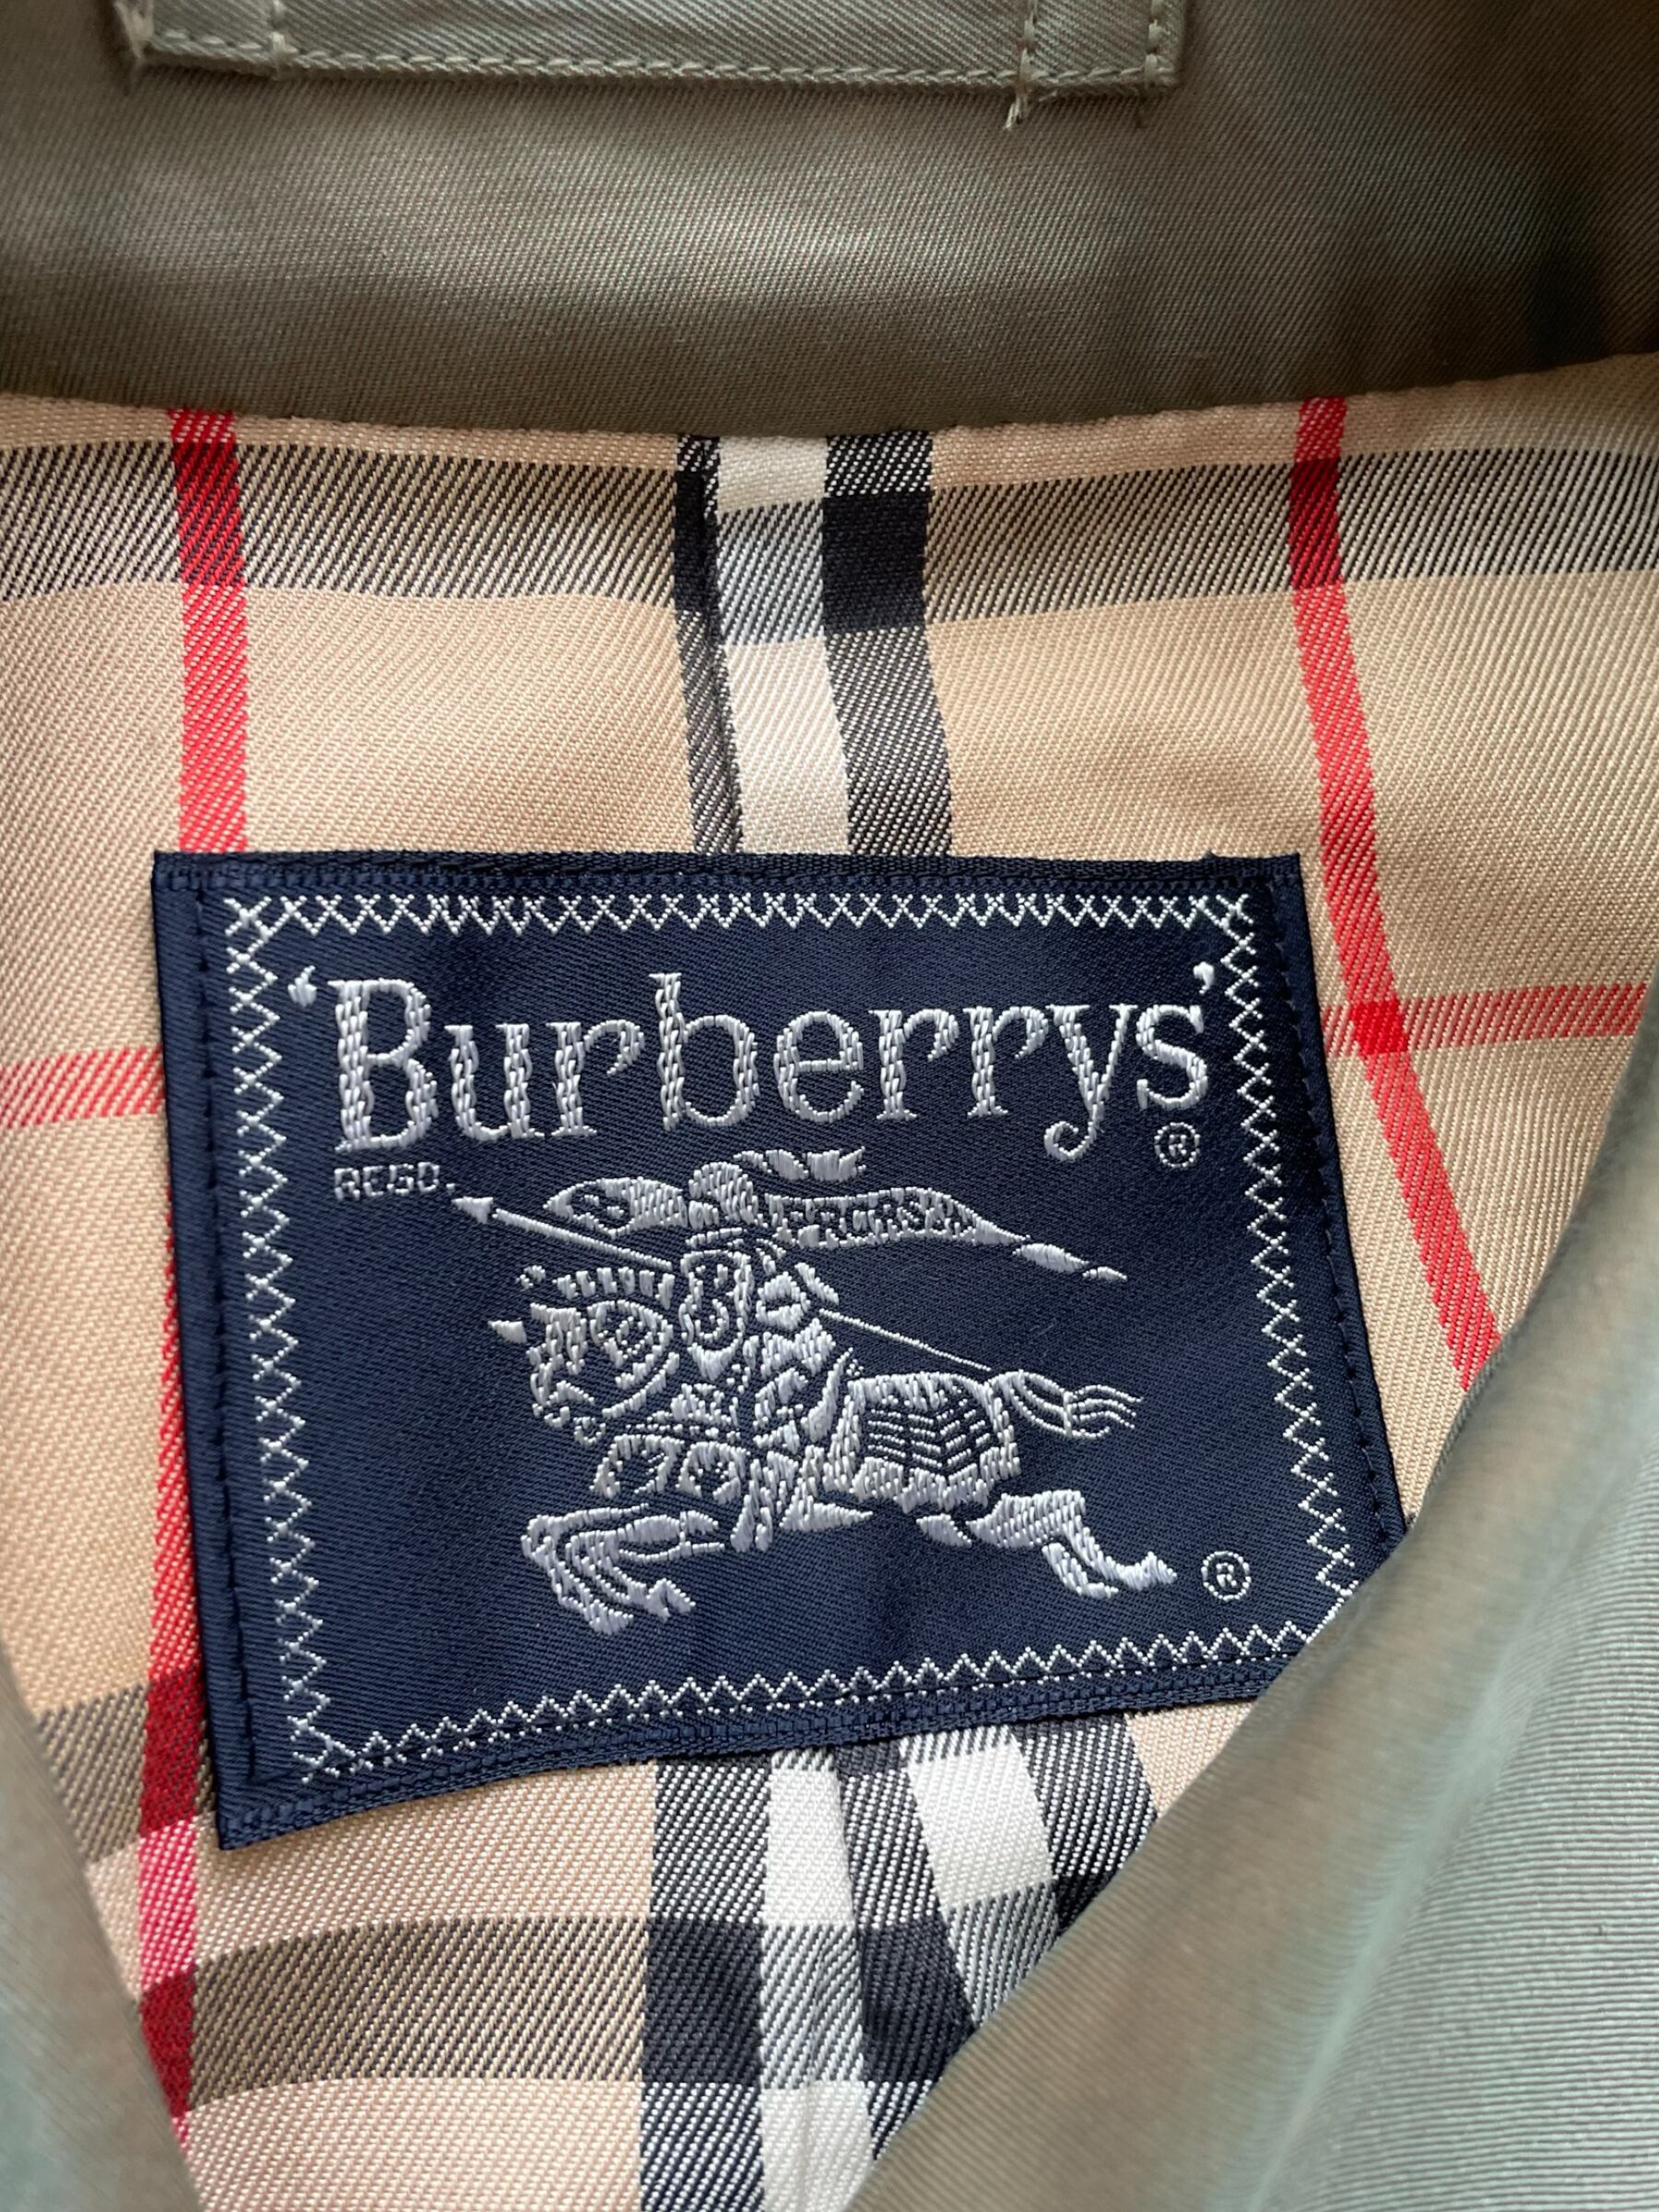 'Burberrys'
REGD. ®
®